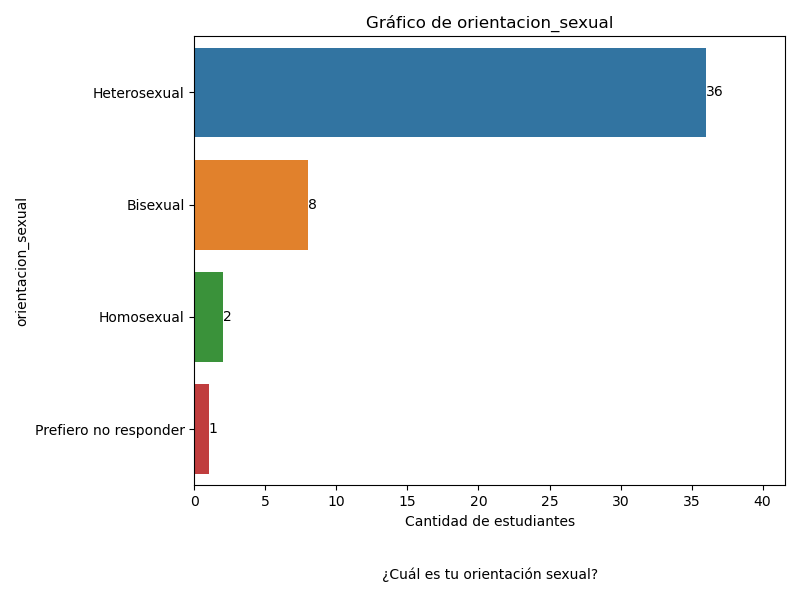 Gráfico de orientacion_sexual
orientacion_sexual
Heterosexual
36
Bisexual
8
Homosexual
2
Prefiero no responder
1
0 5 10 15 20 25 30 35 40
Cantidad de estudiantes
¿Cuál es tu orientación sexual?